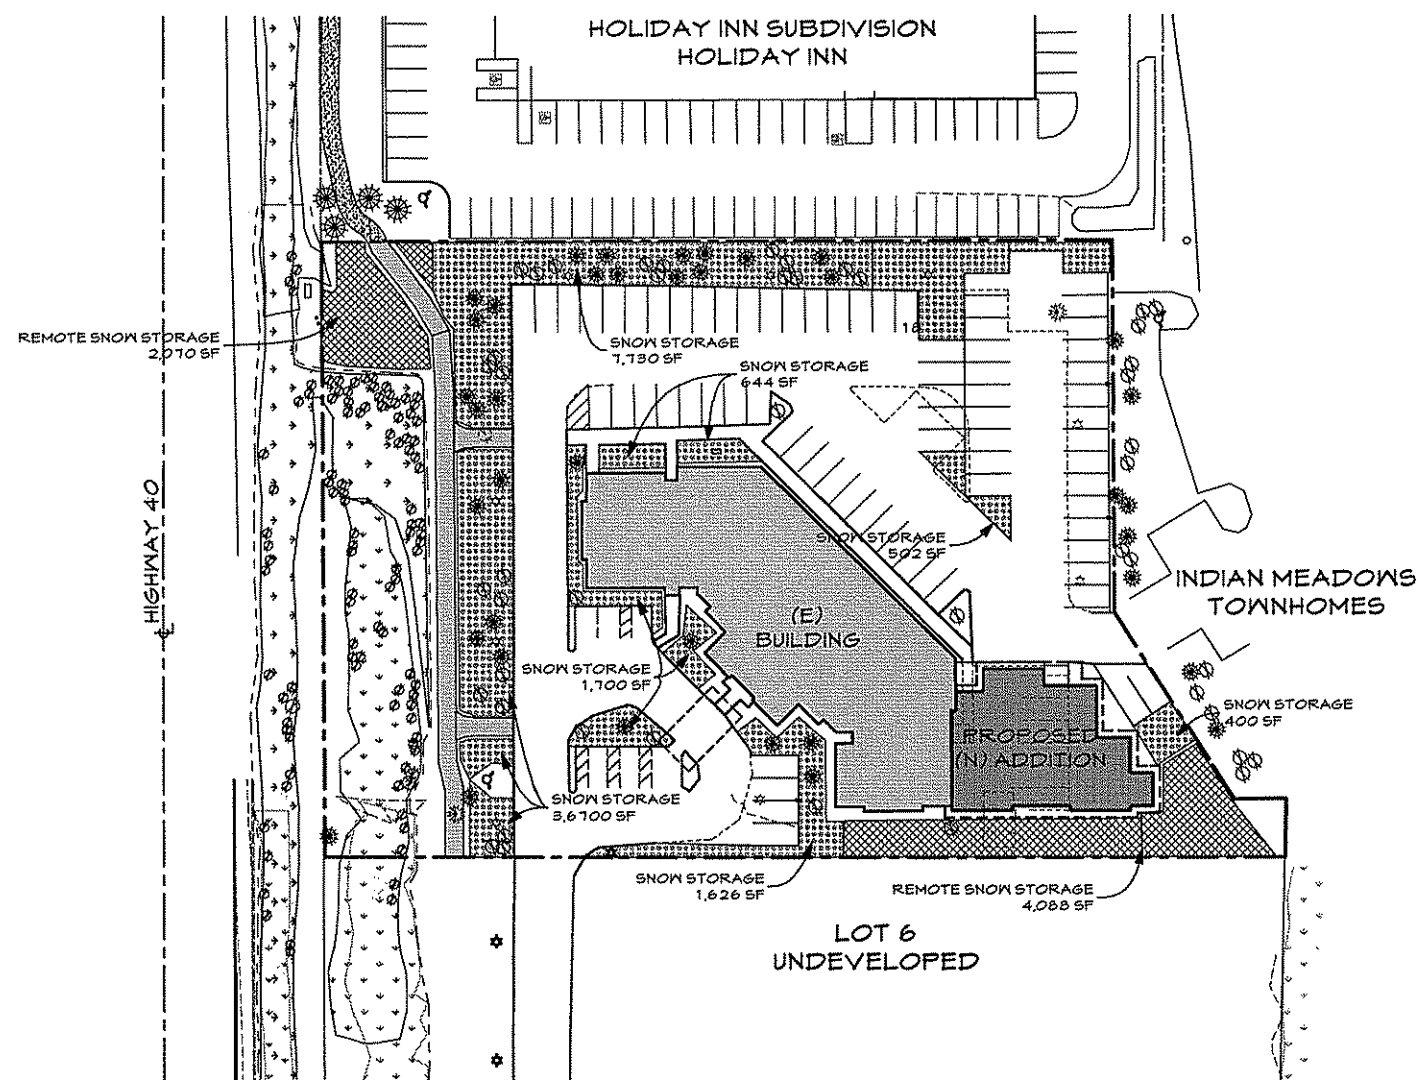 HOLIDAY INN SUBDIVISION
HOLIDAY INN
REMOTE SNOW STORAGE
2,070 SF
18
SNOW STORAGE
7,730 SF
SNOW STORAGE
644 SF
HIGHWAY 40
SNOW STORAGE
502 SF
INDIAN MEADOWS
TOWNHOMES
(E)
BUILDING
SNOW STORAGE
1,700 SF
SNOW STORAGE
400 SF
PROPOSED
(N) ADDITION
SNOW STORAGE
3,6700 SF
SNOW STORAGE
1,626 SF
REMOTE SNOW STORAGE
4,088 SF
LOT 6
UNDEVELOPED